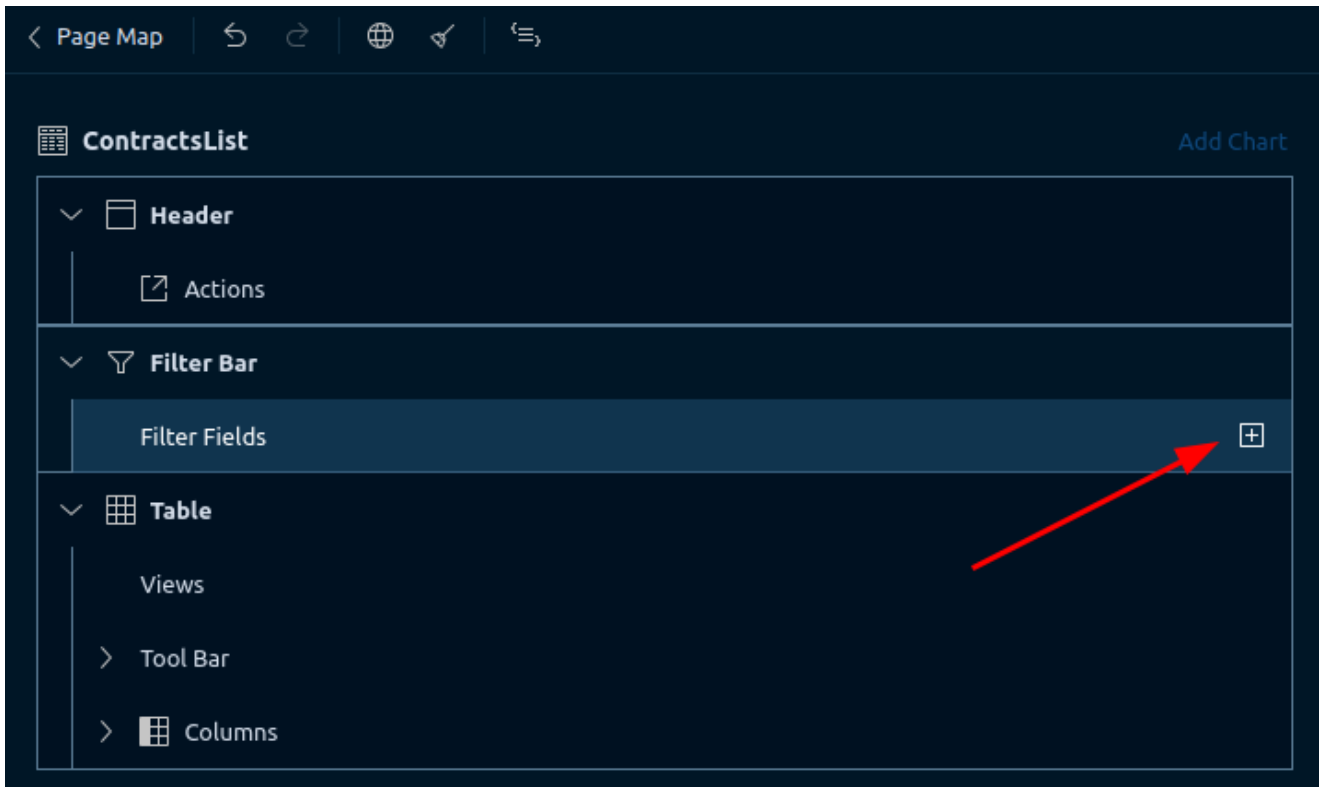 Page Map
ContractsList
Add Chart
Header
Actions
Filter Bar
Filter Fields
Table
Views
Tool Bar
Columns